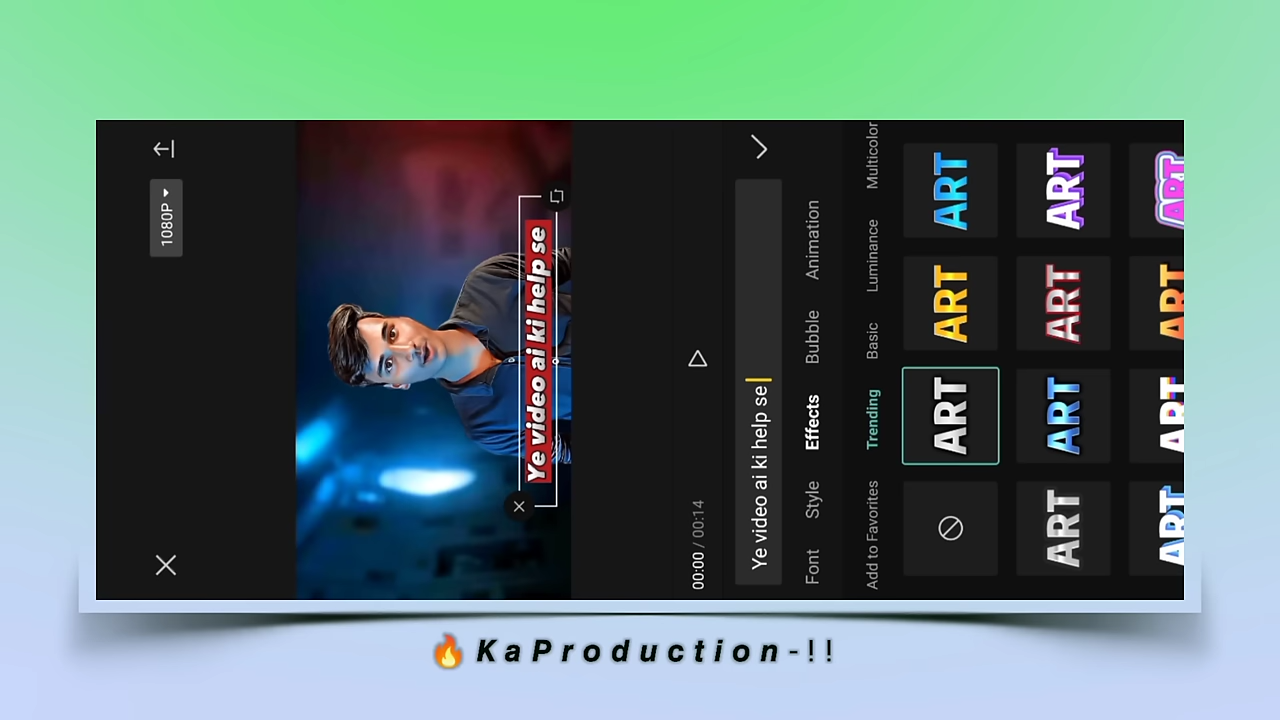 1080P
Ye video ai ki help se
00:00 / 00:14
Ye video ai ki help se
Font Style Effects Bubble Animation
Add to Favorites Trending Basic Luminance Multicolor
ART ART ART
ART ART ART ART
ART ART ART ART
🔥KaProduction-!!